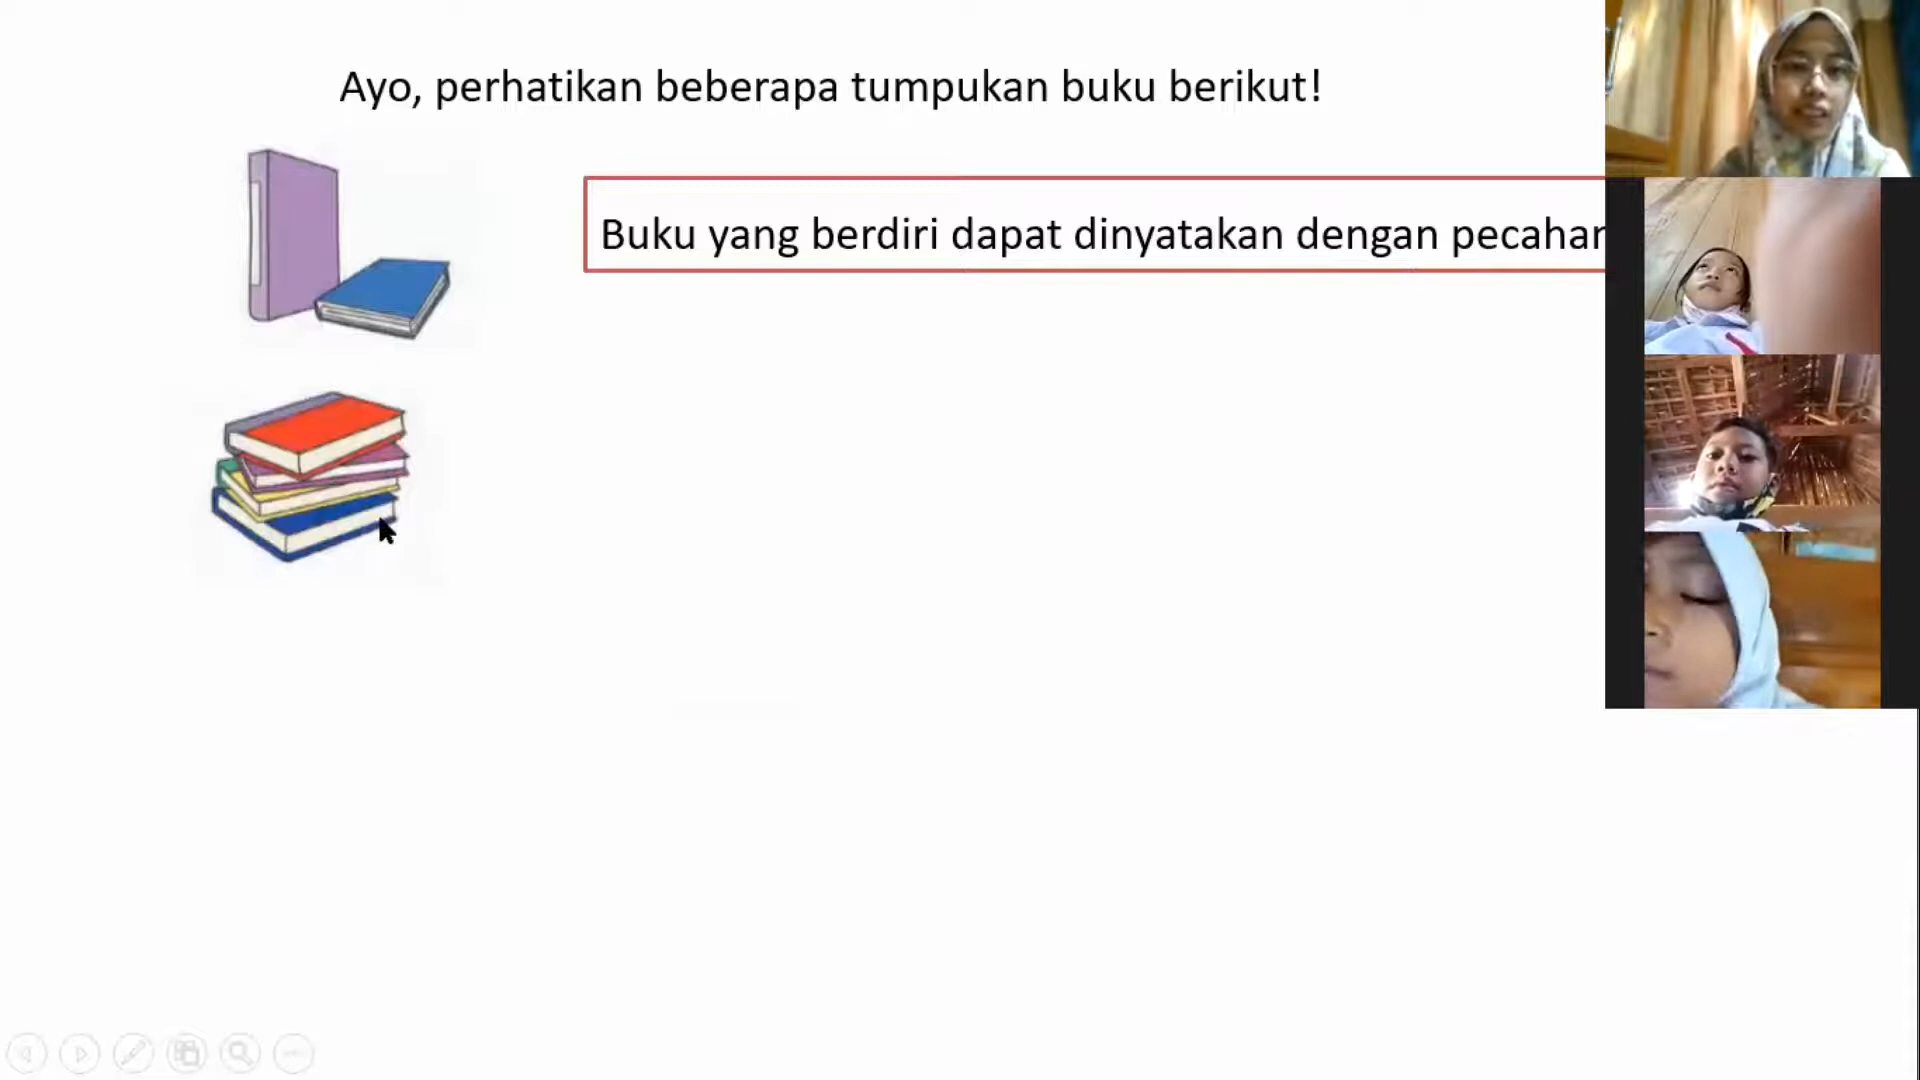 Ayo, perhatikan beberapa tumpukan buku berikut!
Buku yang berdiri dapat dinyatakan dengan pecahan